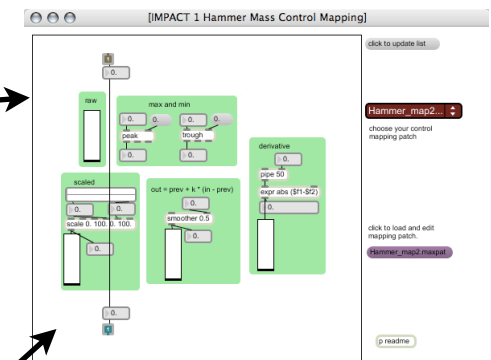 [IMPACT 1 Hammer Mass Control Mapping]
click to update list
0.
raw
max and min
0. 0. 0. 0.
peak trough
0. 0.
Hammer_map2...
choose your control
mapping patch
derivative
0.
pipe 50
expr abs ($f1-$f2)
0.
scaled
0. 0.
scale 0. 100. 0. 100.
0.
out = prev + k * (in - prev)
0.
smoother 0.5
0.
click to load and edit
mapping patch.
Hammer_map2.maxpat
0.
p readme